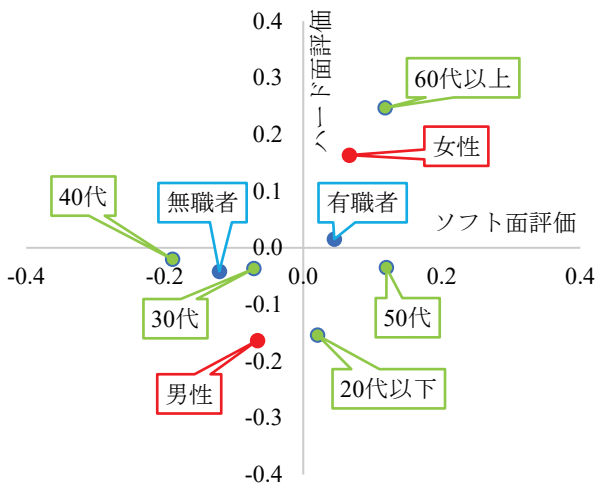 0.4
0.3
0.2
0.1
0.0
-0.1
-0.2
-0.3
-0.4
-0.4
-0.2
0.0
0.2
0.4
ハード面評価
ソフト面評価
60代以上
女性
40代
無職者
有職者
30代
50代
男性
20代以下